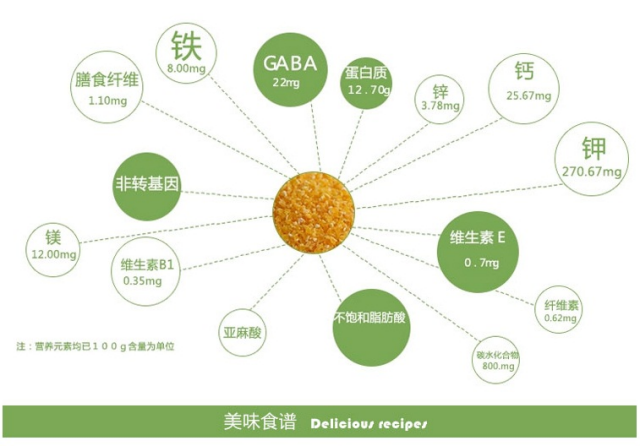 铁
8.00mg
GABA
22mg
蛋白质
12.70g
膳食纤维
1.10mg
锌
3.78mg
钙
25.67mg
钾
270.67mg
非转基因
镁
12.00mg
维生素B1
0.35mg
维生素 E
0.7mg
亚麻酸
不饱和脂肪酸
纤维素
0.62mg
碳水化合物
800.mg
注：营养元素均已100g含量为单位
美味食谱 Delicious recipes